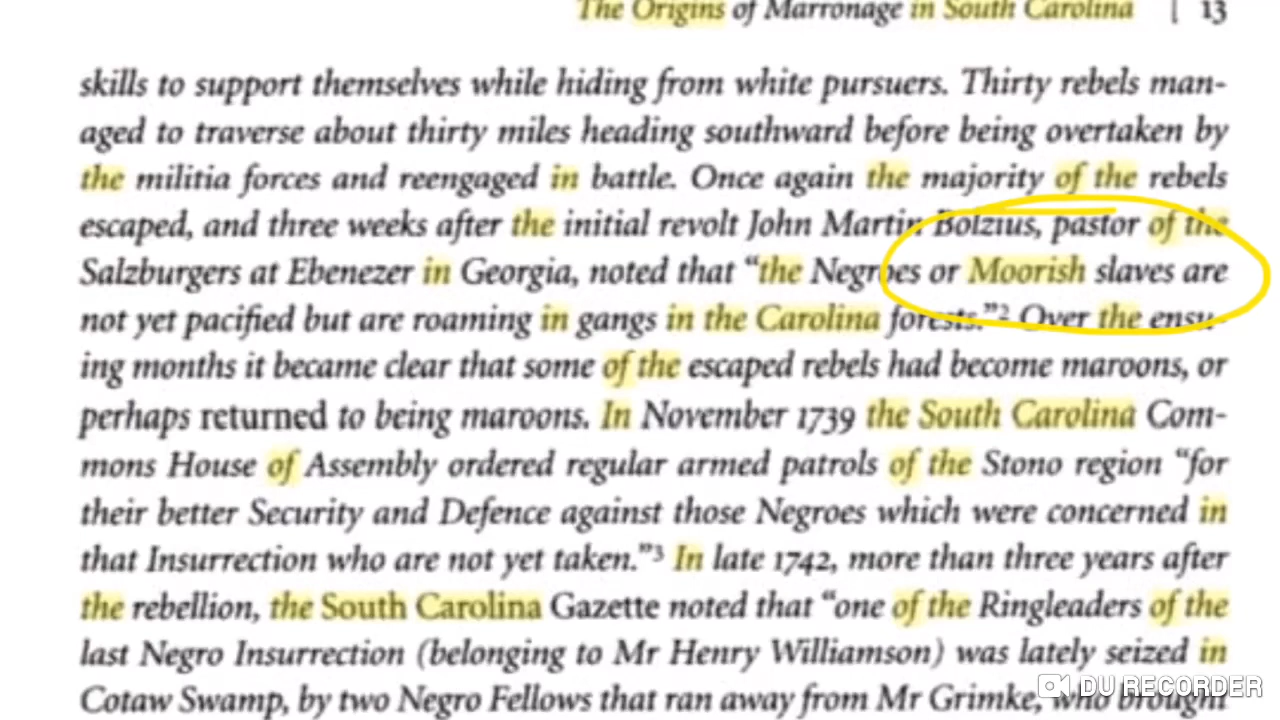 The Origins of Marronage in South Carolina | 13
skills to support themselves while hiding from white pursuers. Thirty rebels man-
aged to traverse about thirty miles heading southward before being overtaken by
the militia forces and reengaged in battle. Once again the majority of the rebels
escaped, and three weeks after the initial revolt John Martin Bolzius, pastor of the
Salzburgers at Ebenezer in Georgia, noted that “the Negroes or Moorish slaves are
not yet pacified but are roaming in gangs in the Carolina forests.”2 Over the ensu-
ing months it became clear that some of the escaped rebels had become maroons, or
perhaps returned to being maroons. In November 1739 the South Carolina Com-
mons House of Assembly ordered regular armed patrols of the Stono region “for
their better Security and Defence against those Negroes which were concerned in
that Insurrection who are not yet taken.”3 In late 1742, more than three years after
the rebellion, the South Carolina Gazette noted that “one of the Ringleaders of the
last Negro Insurrection (belonging to Mr Henry Williamson) was lately seized in
Cotaw Swamp, by two Negro Fellows that ran away from Mr Grimke, who brought
DU RECORDER